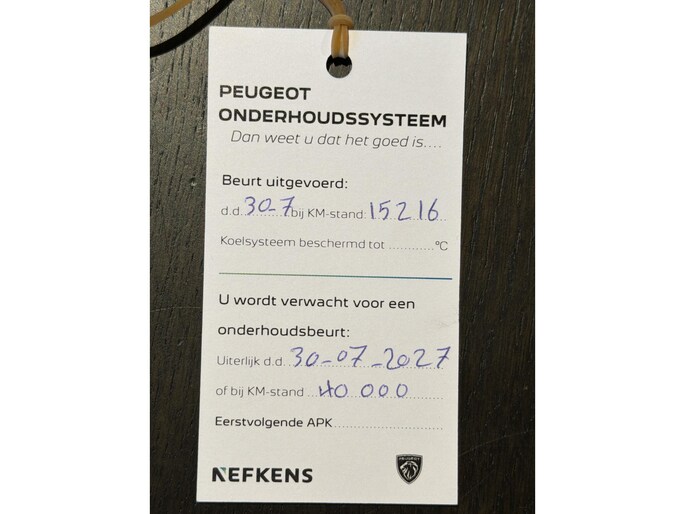 PEUGEOT
ONDERHOUDSSYSTEEM
Dan weet u dat het goed is....
Beurt uitgevoerd:
d.d. 30-7 bij KM-stand: 15216
Koelsysteem beschermd tot ............°C
U wordt verwacht voor een
onderhoudsbeurt:
Uiterlijk d.d. 30-07-2027
of bij KM-stand 40 000
Eerstvolgende APK
NEFKENS